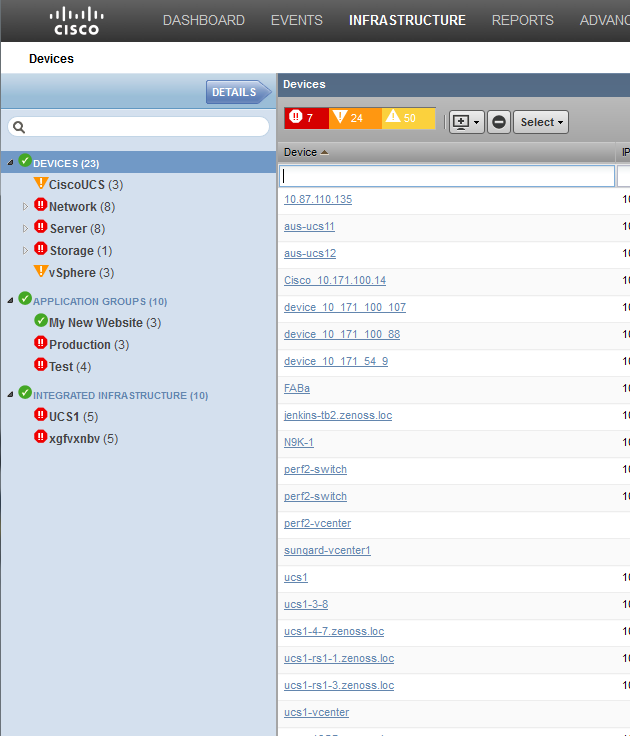 CISCO
DASHBOARD EVENTS INFRASTRUCTURE REPORTS ADVAN
Devices
DETAILS
DEVICES (23)
CiscoUCS (3)
Network (8)
Server (8)
Storage (1)
vSphere (3)
APPLICATION GROUPS (10)
My New Website (3)
Production (3)
Test (4)
INTEGRATED INFRASTRUCTURE (10)
UCS1 (5)
xgfvxnbv (5)
Devices
7 24 50 Select
Device IP
10.87.110.135
aus-ucs11
aus-ucs12
Cisco_10.171.100.14
device_10_171_100_107
device_10_171_100_88
device_10_171_54_9
FABa
jenkins-tb2.zenoss.loc
N9K-1
perf2-switch
perf2-switch
perf2-vcenter
sungard-vcenter1
ucs1
ucs1-3-8
ucs1-4-7.zenoss.loc
ucs1-rs1-1.zenoss.loc
ucs1-rs1-3.zenoss.loc
ucs1-vcenter